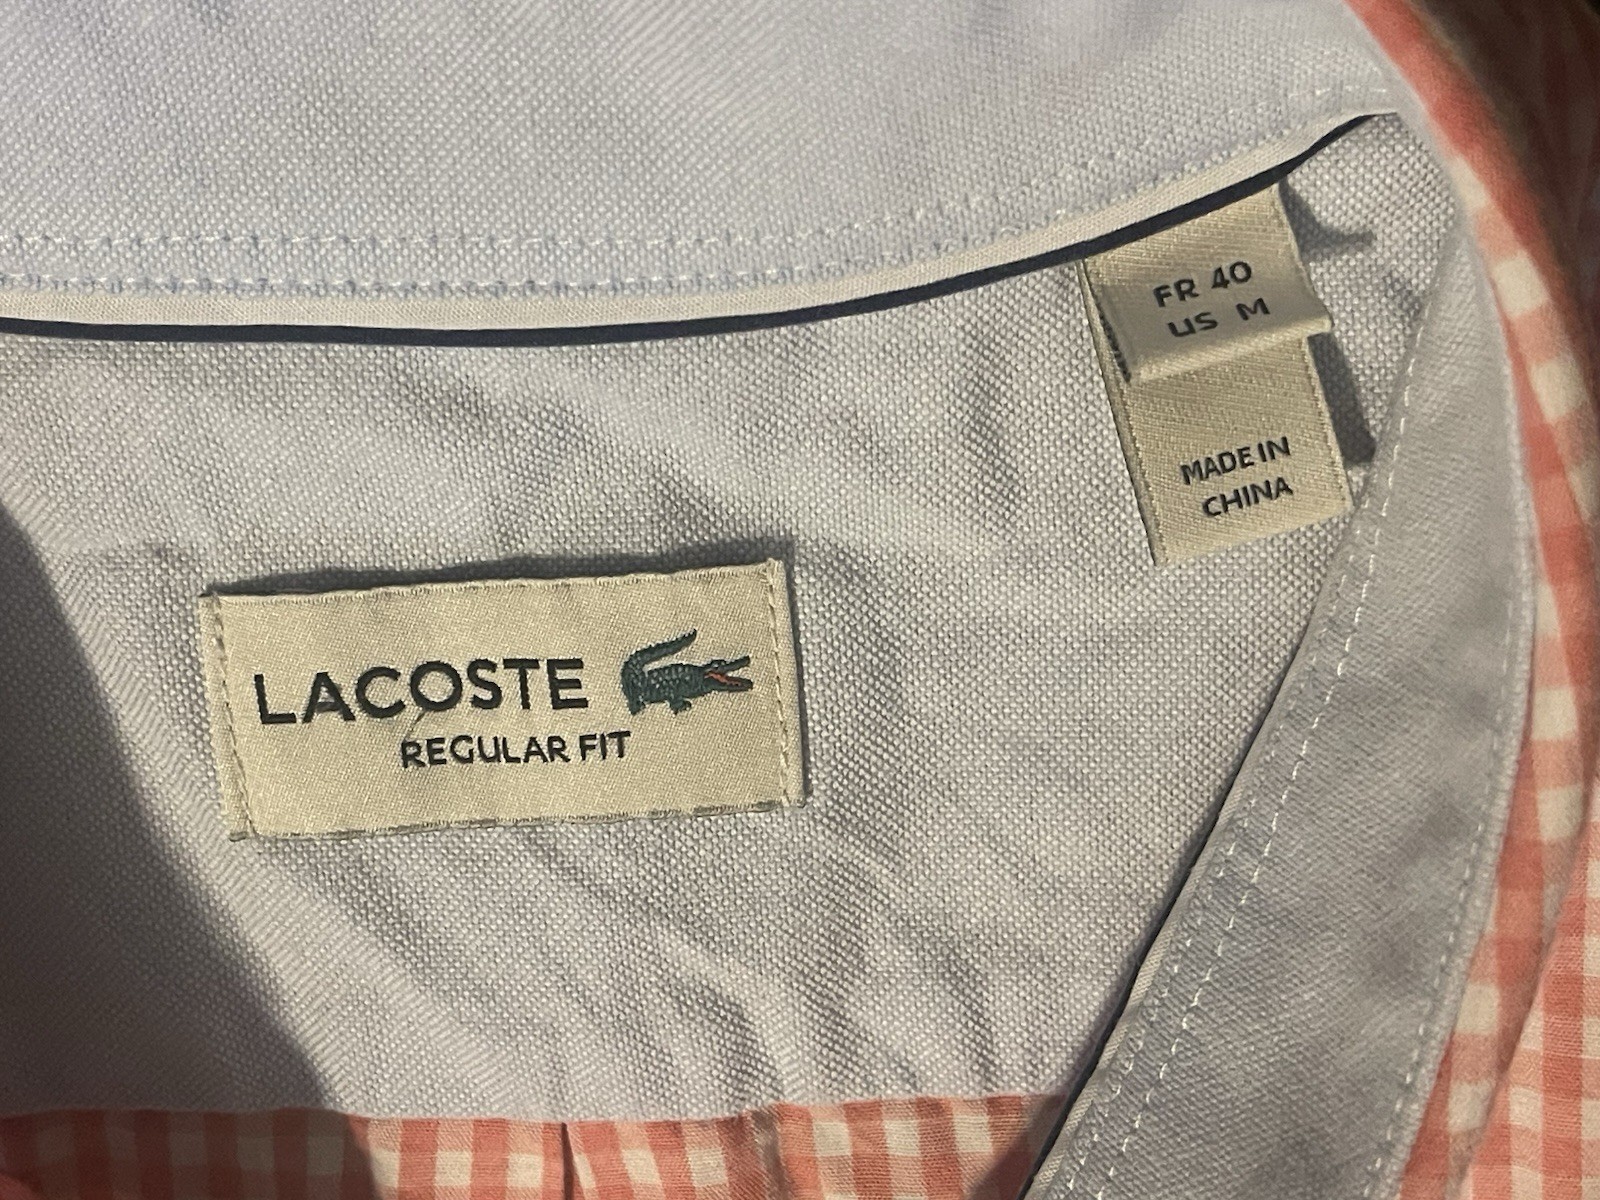 FR 40
US M
MADE IN
CHINA
LACOSTE
REGULAR FIT